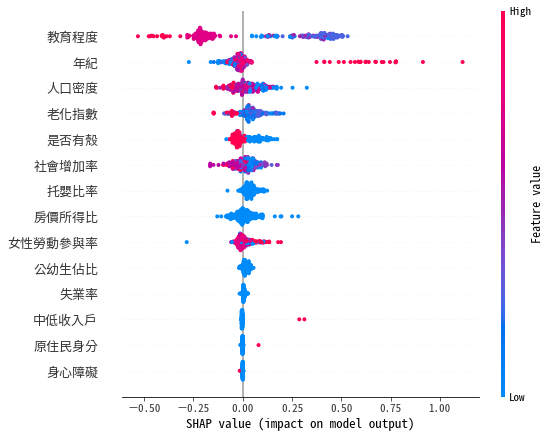 High
教育程度
年紀
人口密度
老化指數
是否有殼
社會增加率
托嬰比率
房價所得比
女性勞動參與率
公幼生佔比
失業率
中低收入戶
原住民身分
身心障礙
Feature value
Low
−0.50 −0.25 0.00 0.25 0.50 0.75 1.00
SHAP value (impact on model output)